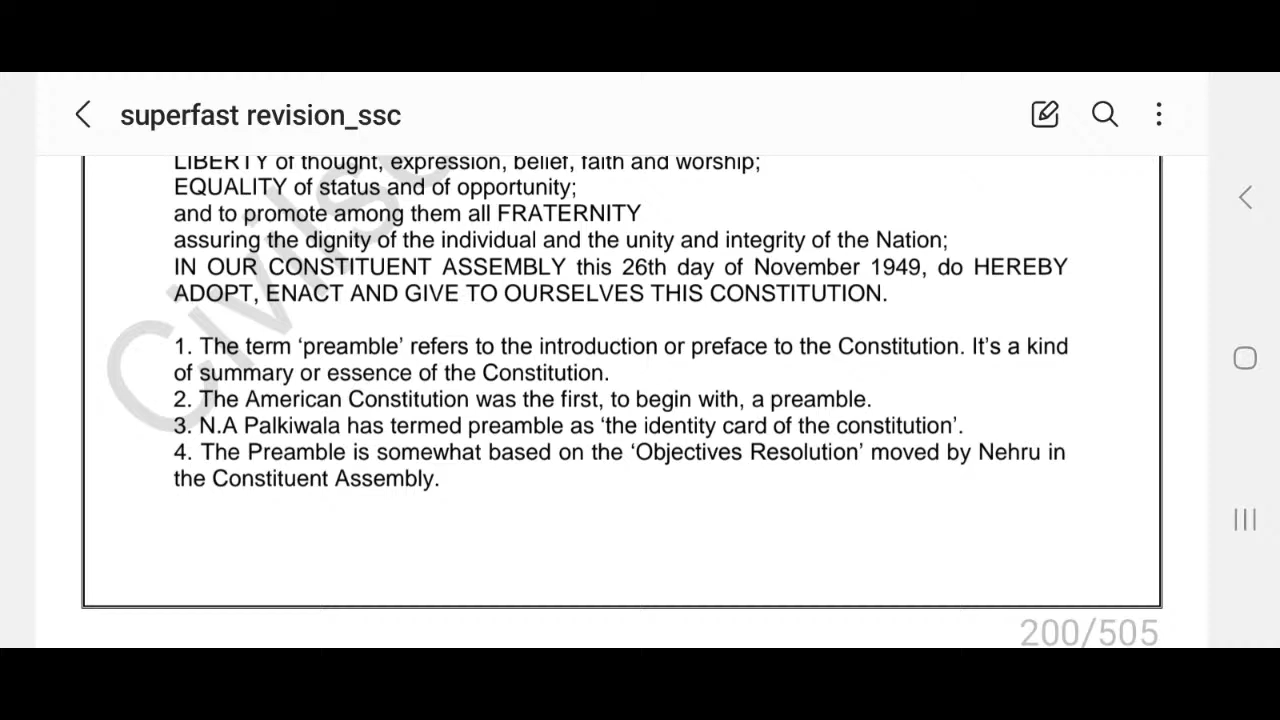 superfast revision_ssc
LIBERTY of thought, expression, belief, faith and worship;
EQUALITY of status and of opportunity;
and to promote among them all FRATERNITY
assuring the dignity of the individual and the unity and integrity of the Nation;
IN OUR CONSTITUENT ASSEMBLY this 26th day of November 1949, do HEREBY
ADOPT, ENACT AND GIVE TO OURSELVES THIS CONSTITUTION.
1. The term ‘preamble’ refers to the introduction or preface to the Constitution. It’s a kind
of summary or essence of the Constitution.
2. The American Constitution was the first, to begin with, a preamble.
3. N.A Palkiwala has termed preamble as ‘the identity card of the constitution’.
4. The Preamble is somewhat based on the ‘Objectives Resolution’ moved by Nehru in
the Constituent Assembly.
200/505